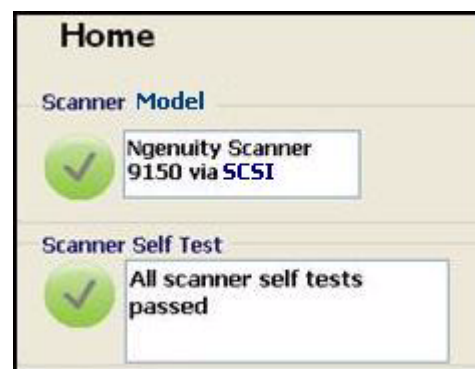 Home
Scanner Model
Ngenuity Scanner
9150 via SCSI
Scanner Self Test
All scanner self tests
passed